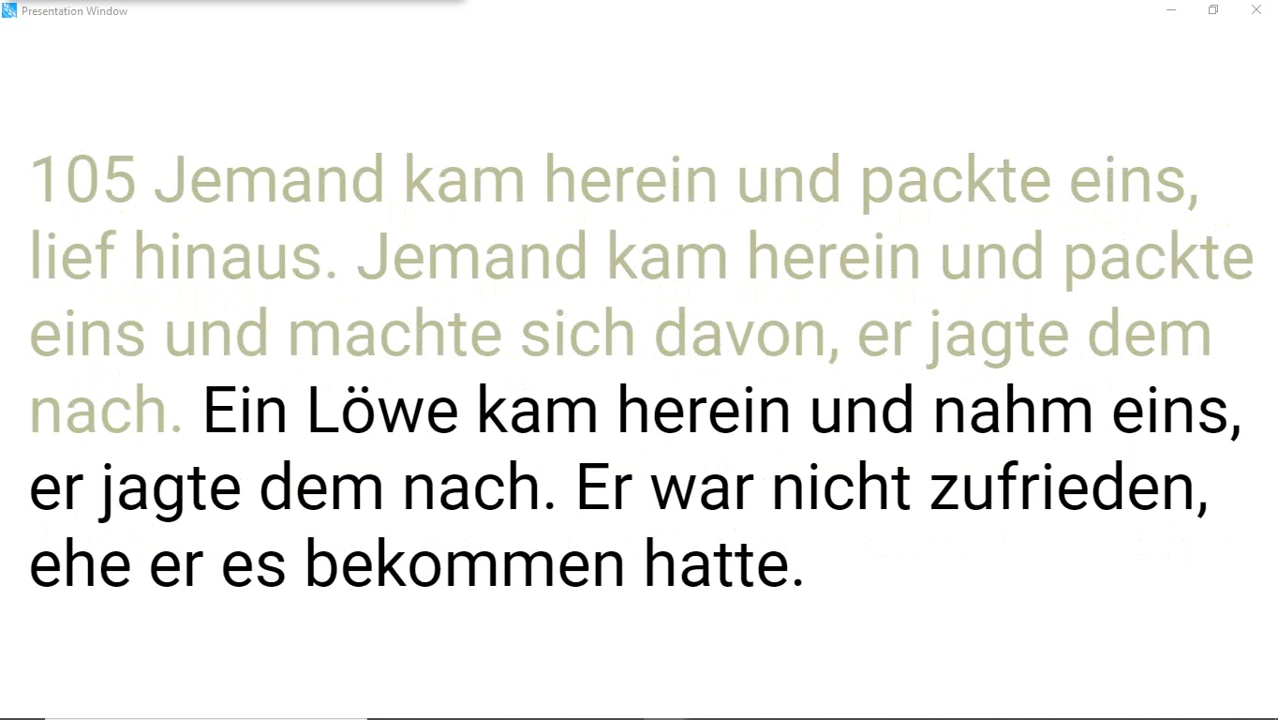 Presentation Window
105 Jemand kam herein und packte eins,
lief hinaus. Jemand kam herein und packte
eins und machte sich davon, er jagte dem
nach. Ein Löwe kam herein und nahm eins,
er jagte dem nach. Er war nicht zufrieden,
ehe er es bekommen hatte.